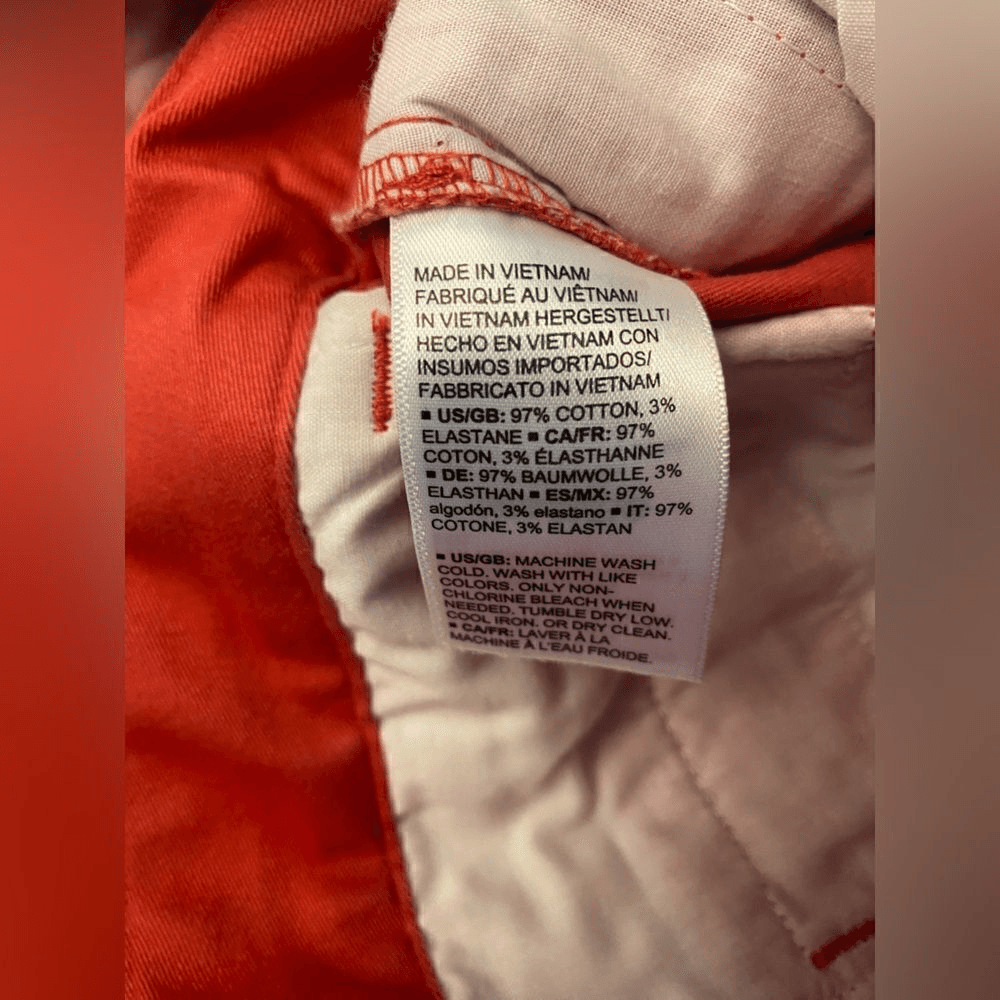 MADE IN VIETNAM/
FABRIQUÉ AU VIÊTNAM/
IN VIETNAM HERGESTELLT/
HECHO EN VIETNAM CON
INSUMOS IMPORTADOS/
FABBRICATO IN VIETNAM
▪ US/GB: 97% COTTON, 3%
ELASTANE ▪ CA/FR: 97%
COTON, 3% ÉLASTHANNE
▪ DE: 97% BAUMWOLLE, 3%
ELASTHAN ▪ ES/MX: 97%
algodón, 3% elastano ▪ IT: 97%
COTONE, 3% ELASTAN
▪ US/GB: MACHINE WASH
COLD. WASH WITH LIKE
COLORS. ONLY NON-
CHLORINE BLEACH WHEN
NEEDED. TUMBLE DRY LOW.
COOL IRON. OR DRY CLEAN.
▪ CA/FR: LAVER À LA
MACHINE À L'EAU FROIDE.